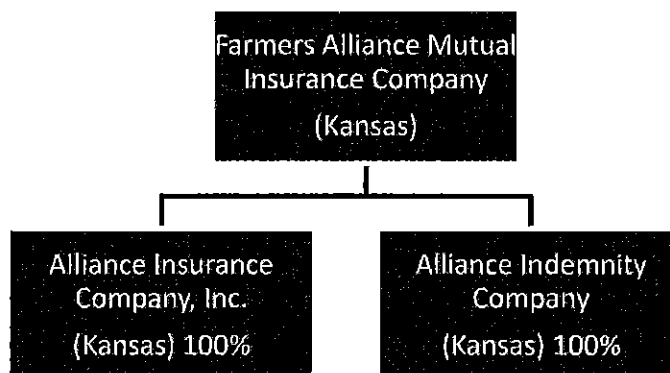 Farmers Alliance Mutual
Insurance Company
(Kansas)
Alliance Insurance
Company, Inc.
(Kansas) 100%
Alliance Indemnity
Company
(Kansas) 100%